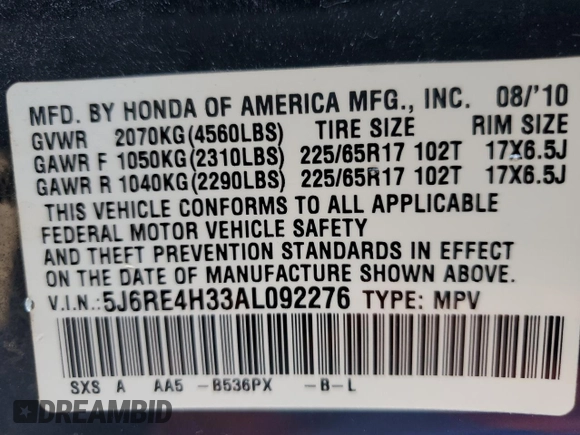 MFD. BY HONDA OF AMERICA MFG., INC. 08/'10
GVWR 2070KG(4560LBS) TIRE SIZE RIM SIZE
GAWR F 1050KG(2310LBS) 225/65R17 102T 17X6.5J
GAWR R 1040KG(2290LBS) 225/65R17 102T 17X6.5J
THIS VEHICLE CONFORMS TO ALL APPLICABLE
FEDERAL MOTOR VEHICLE SAFETY
AND THEFT PREVENTION STANDARDS IN EFFECT
ON THE DATE OF MANUFACTURE SHOWN ABOVE.
V.I.N.:5J6RE4H33AL092276 TYPE: MPV
SXS A AA5 -B536PX -B-L
DREAMBID